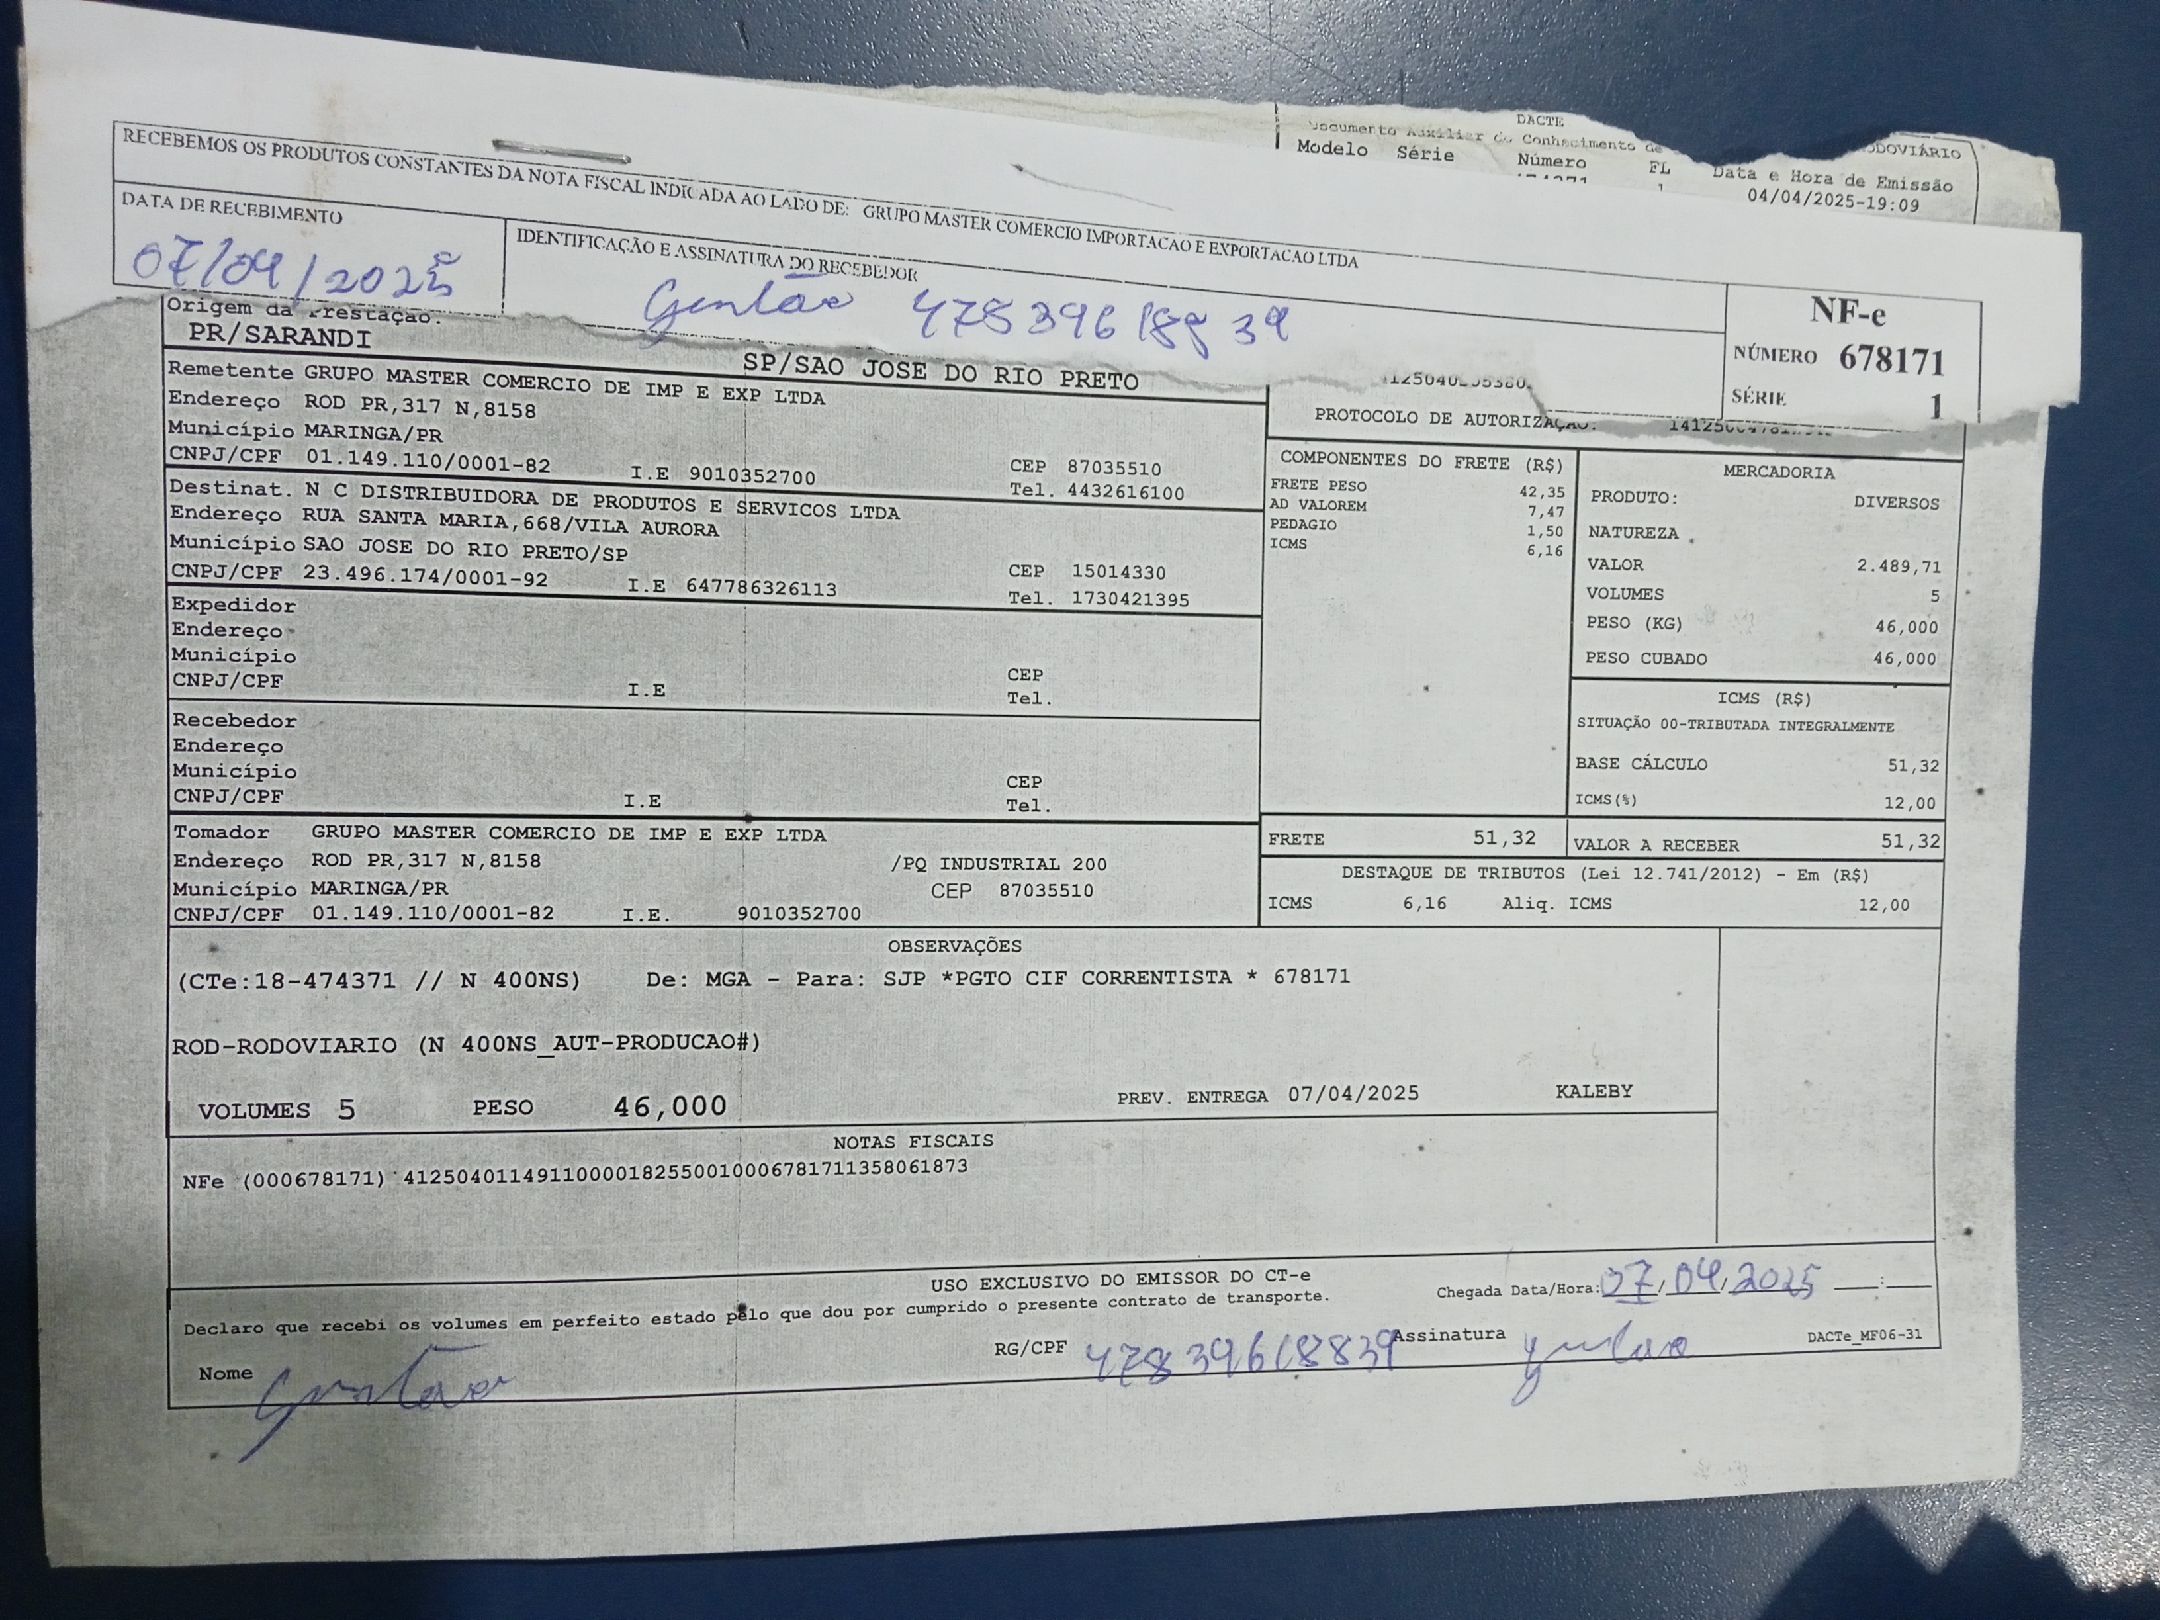 DACTE
Documento Auxiliar do Conhecimento de
RODOVIÁRIO
Modelo Série Número FL Data e Hora de Emissão
04/04/2025-19:09
RECEBEMOS OS PRODUTOS CONSTANTES DA NOTA FISCAL INDICADA AO LADO DE: GRUPO MASTER COMERCIO IMPORTACAO E EXPORTACAO LTDA
DATA DE RECEBIMENTO
07/04/2025
IDENTIFICAÇÃO E ASSINATURA DO RECEBEDOR
47839618839
NF-e
NÚMERO 678171
SÉRIE 1
Origem da Prestação:
PR/SARANDI
SP/SAO JOSE DO RIO PRETO
Remetente GRUPO MASTER COMERCIO DE IMP E EXP LTDA
Endereço ROD PR,317 N,8158
Município MARINGA/PR
CNPJ/CPF 01.149.110/0001-82 I.E 9010352700
CEP 87035510
Tel. 4432616100
Destinat. N C DISTRIBUIDORA DE PRODUTOS E SERVICOS LTDA
Endereço RUA SANTA MARIA,668/VILA AURORA
Município SAO JOSE DO RIO PRETO/SP
CNPJ/CPF 23.496.174/0001-92 I.E 647786326113
CEP 15014330
Tel. 1730421395
Expedidor
Endereço
Município
CNPJ/CPF I.E
CEP
Tel.
Recebedor
Endereço
Município
CNPJ/CPF I.E
CEP
Tel.
Tomador GRUPO MASTER COMERCIO DE IMP E EXP LTDA
Endereço ROD PR,317 N,8158 /PQ INDUSTRIAL 200
Município MARINGA/PR CEP 87035510
CNPJ/CPF 01.149.110/0001-82 I.E. 9010352700
PROTOCOLO DE AUTORIZAÇÃO:
COMPONENTES DO FRETE (R$)
FRETE PESO 42,35
AD VALOREM 7,47
PEDAGIO 1,50
ICMS 6,16
MERCADORIA
PRODUTO: DIVERSOS
NATUREZA
VALOR 2.489,71
VOLUMES 5
PESO (KG) 46,000
PESO CUBADO 46,000
ICMS (R$)
SITUAÇÃO 00-TRIBUTADA INTEGRALMENTE
BASE CÁLCULO 51,32
ICMS(%) 12,00
FRETE 51,32 VALOR A RECEBER 51,32
DESTAQUE DE TRIBUTOS (Lei 12.741/2012) - Em (R$)
ICMS 6,16 Aliq. ICMS 12,00
OBSERVAÇÕES
(CTe:18-474371 // N 400NS) De: MGA - Para: SJP *PGTO CIF CORRENTISTA * 678171
ROD-RODOVIARIO (N 400NS_AUT-PRODUCAO#)
VOLUMES 5 PESO 46,000 PREV. ENTREGA 07/04/2025 KALEBY
NOTAS FISCAIS
NFe (000678171) 41250401149110000182550010006781711358061873
USO EXCLUSIVO DO EMISSOR DO CT-e
Declaro que recebi os volumes em perfeito estado pelo que dou por cumprido o presente contrato de transporte.
Chegada Data/Hora: 07/04/2025 :
Nome
RG/CPF 47839618839 Assinatura
DACTe_MF06-31